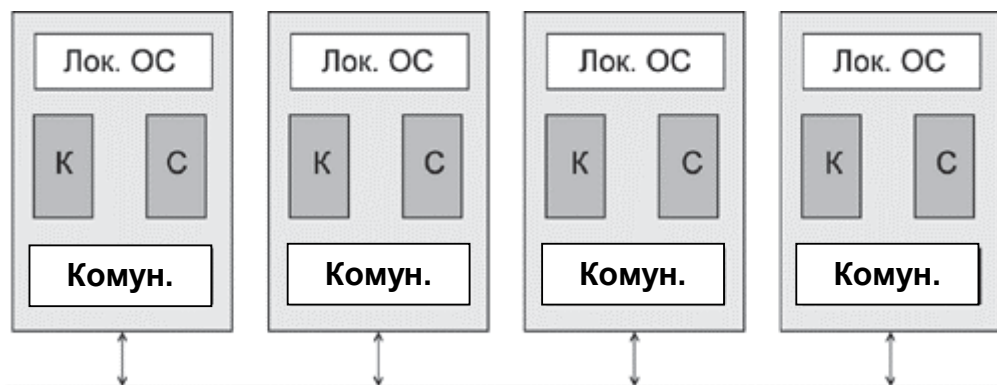 Лок. ОС Лок. ОС Лок. ОС Лок. ОС
К С К С К С К С
Комун. Комун. Комун. Комун.